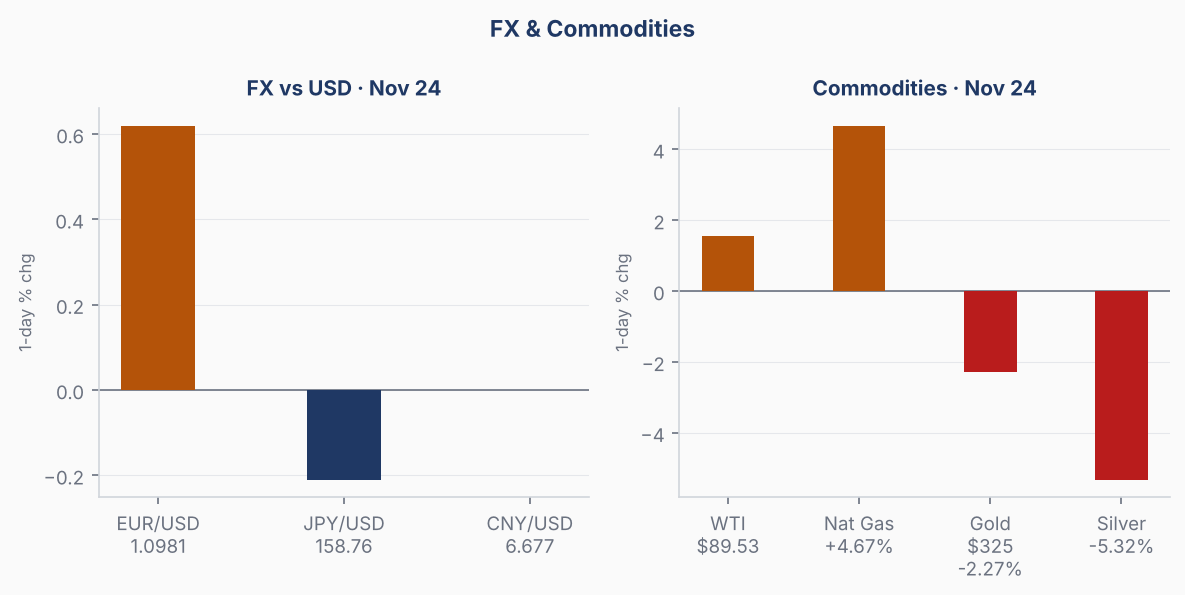 FX & Commodities
FX vs USD · Nov 24
1-day % chg
0.6
0.4
0.2
0.0
−0.2
EUR/USD
1.0981
JPY/USD
158.76
CNY/USD
6.677
Commodities · Nov 24
1-day % chg
4
2
0
−2
−4
WTI
$89.53
Nat Gas
+4.67%
Gold
$325
-2.27%
Silver
-5.32%